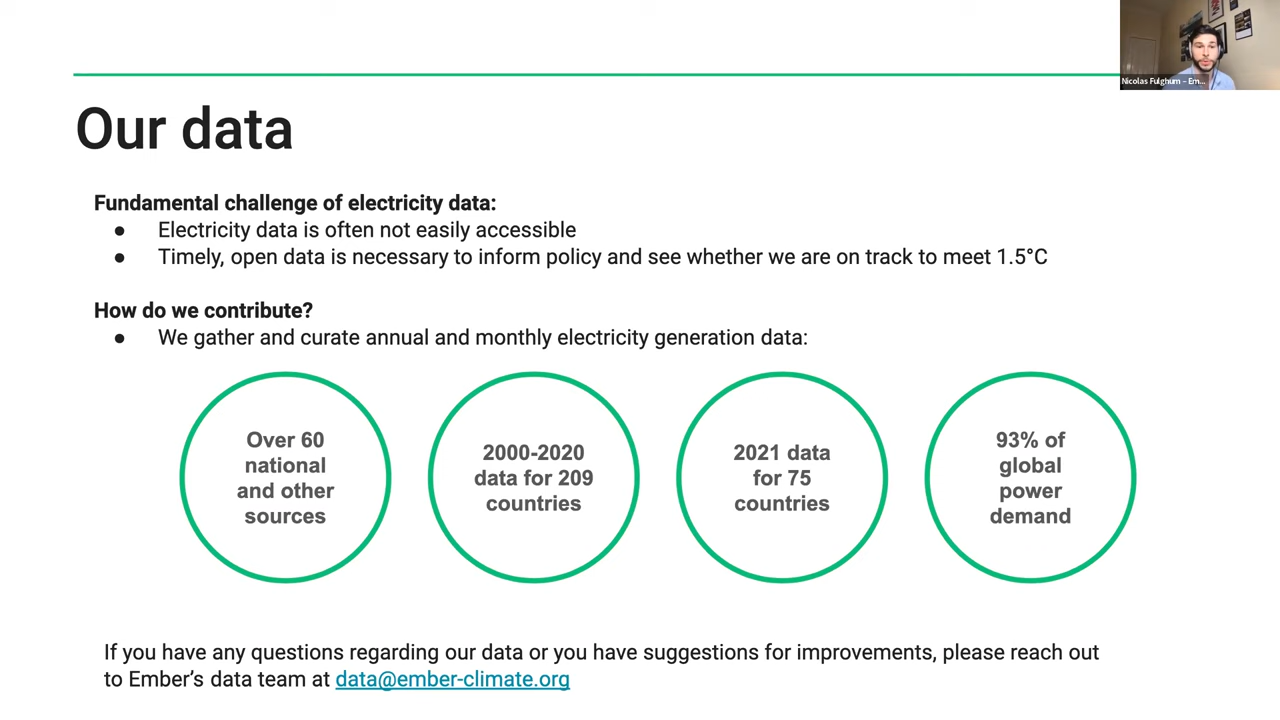 Nicolas Fulghum - Em...
Our data
Fundamental challenge of electricity data:
● Electricity data is often not easily accessible
● Timely, open data is necessary to inform policy and see whether we are on track to meet 1.5°C
How do we contribute?
● We gather and curate annual and monthly electricity generation data:
Over 60
national
and other
sources
2000-2020
data for 209
countries
2021 data
for 75
countries
93% of
global
power
demand
If you have any questions regarding our data or you have suggestions for improvements, please reach out
to Ember’s data team at data@ember-climate.org